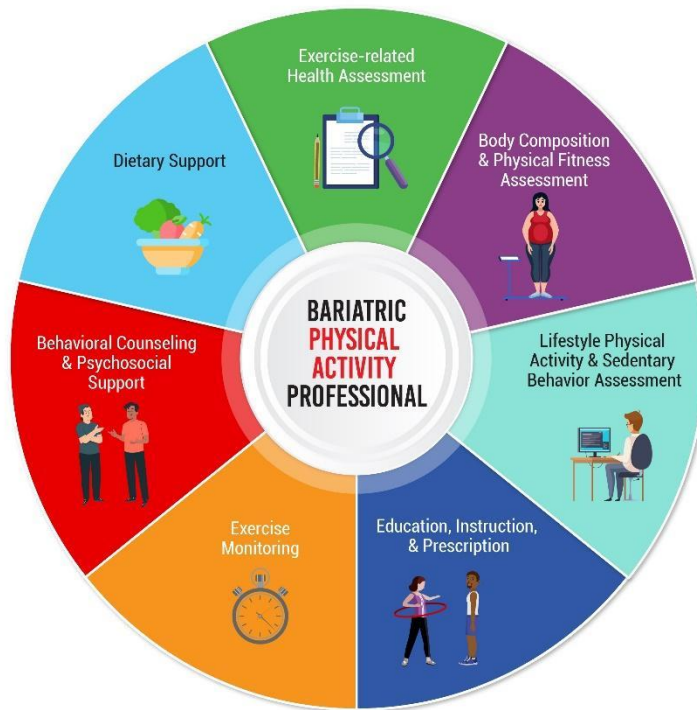 Exercise-related
Health Assessment
Body Composition
& Physical Fitness
Assessment
Lifestyle Physical
Activity & Sedentary
Behavior Assessment
Education, Instruction,
& Prescription
Exercise
Monitoring
Behavioral Counseling
& Psychosocial
Support
Dietary Support
BARIATRIC
PHYSICAL
ACTIVITY
PROFESSIONAL